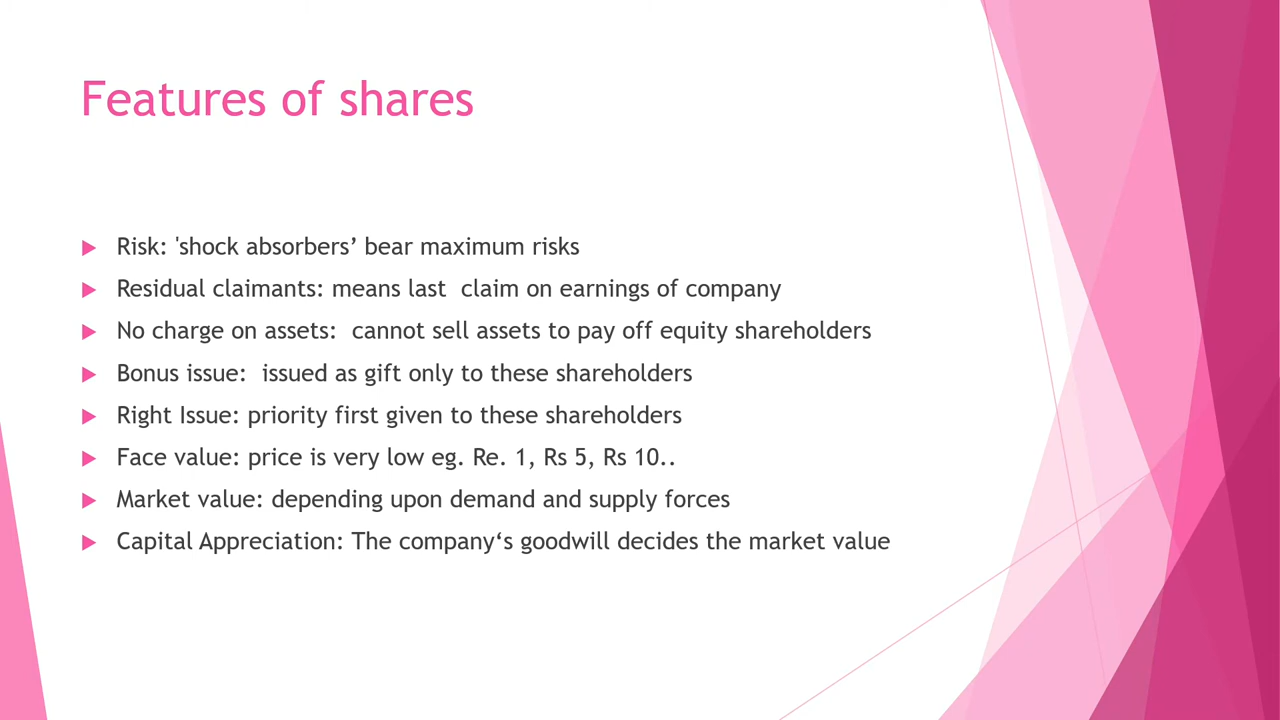 Features of shares
Risk: 'shock absorbers’ bear maximum risks
Residual claimants: means last  claim on earnings of company
No charge on assets:  cannot sell assets to pay off equity shareholders
Bonus issue:  issued as gift only to these shareholders
Right Issue: priority first given to these shareholders
Face value: price is very low eg. Re. 1, Rs 5, Rs 10..
Market value: depending upon demand and supply forces
Capital Appreciation: The company‘s goodwill decides the market value